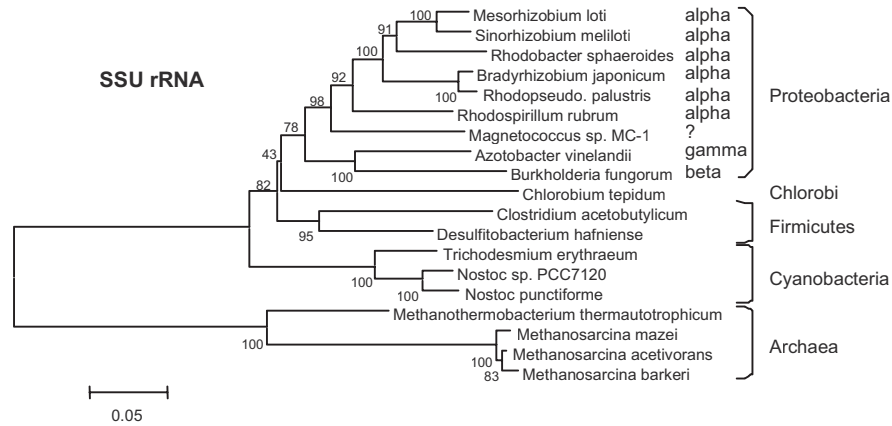 100 Mesorhizobium loti alpha
91 Sinorhizobium meliloti alpha
100 Rhodobacter sphaeroides alpha
SSU rRNA
92 Bradyrhizobium japonicum alpha
100 Rhodopseudo. palustris alpha
Proteobacteria
98 Rhodospirillum rubrum alpha
78 Magnetococcus sp. MC-1 ?
43 Azotobacter vinelandii gamma
100 Burkholderia fungorum beta
82 Chlorobium tepidum Chlorobi
Clostridium acetobutylicum
Firmicutes
95 Desulfitobacterium hafniense
Trichodesmium erythraeum
100 Nostoc sp. PCC7120
Cyanobacteria
100 Nostoc punctiforme
Methanothermobacterium thermautotrophicum
100 Methanosarcina mazei
Archaea
100 Methanosarcina acetivorans
83 Methanosarcina barkeri
0.05